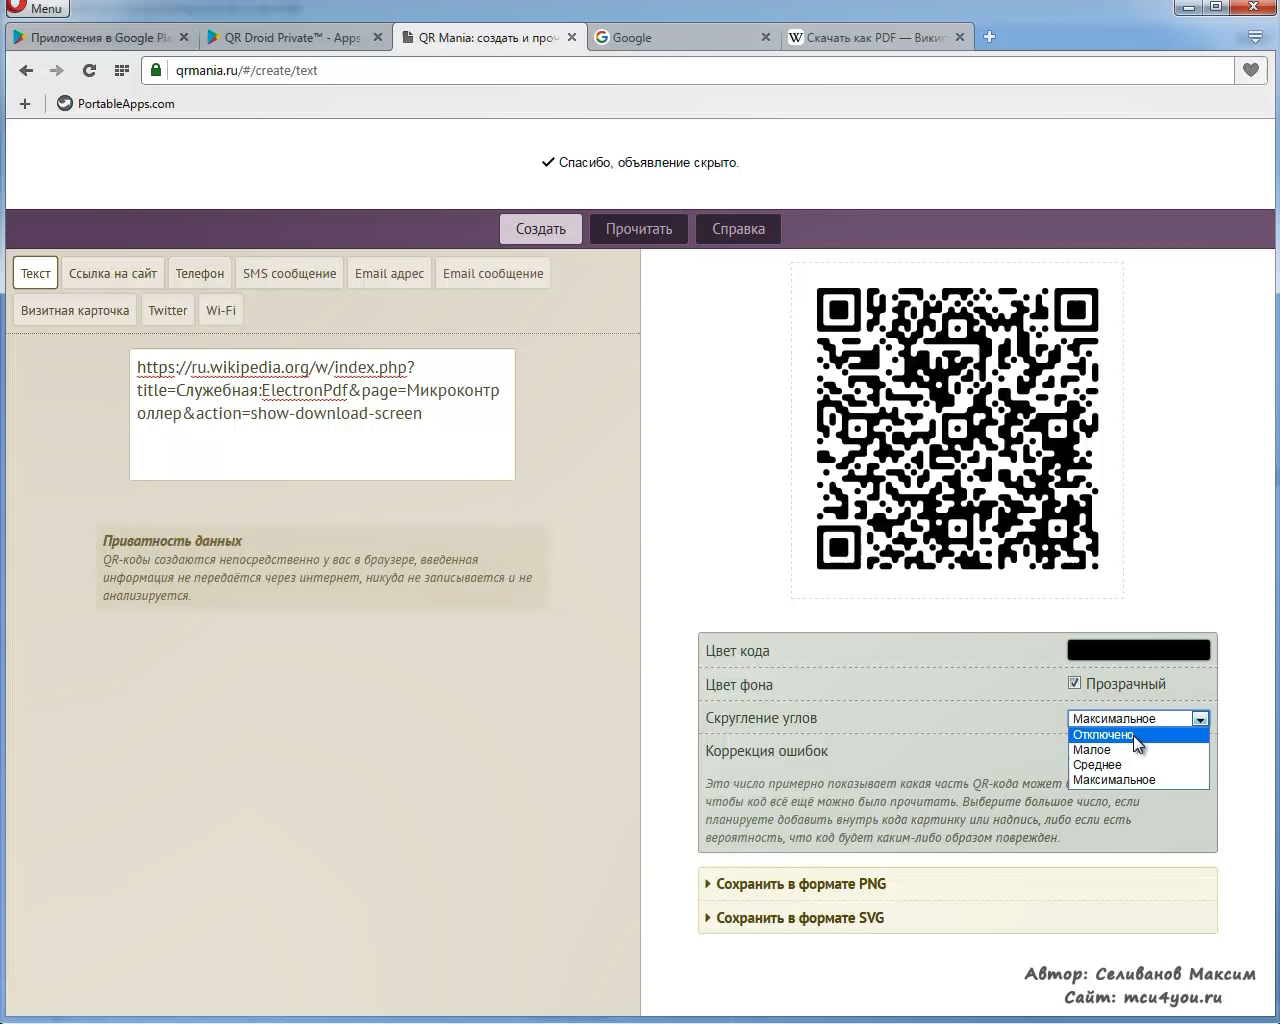 Menu
Приложения в Google Pla
QR Droid Private™ - Apps
QR Mania: создать и проч
Google
Скачать как PDF — Викип
qrmania.ru/#/create/text
PortableApps.com
Спасибо, объявление скрыто.
Создать
Прочитать
Справка
Текст
Ссылка на сайт
Телефон
SMS сообщение
Email адрес
Email сообщение
Визитная карточка
Twitter
Wi-Fi
https://ru.wikipedia.org/w/index.php?
title=Служебная:ElectronPdf&page=Микроконтр
оллер&action=show-download-screen
Приватность данных
QR-коды создаются непосредственно у вас в браузере, введенная
информация не передаётся через интернет, никуда не записывается и не
анализируется.
Цвет кода
Цвет фона
Прозрачный
Скругление углов
Максимальное
Отключено
Малое
Среднее
Максимальное
Коррекция ошибок
Это число примерно показывает какая часть QR-кода может
чтобы код всё ещё можно было прочитать. Выберите большое число, если
планируете добавить внутрь кода картинку или надпись, либо если есть
вероятность, что код будет каким-либо образом поврежден.
Сохранить в формате PNG
Сохранить в формате SVG
Автор: Селиванов Максим
Сайт: mcu4you.ru